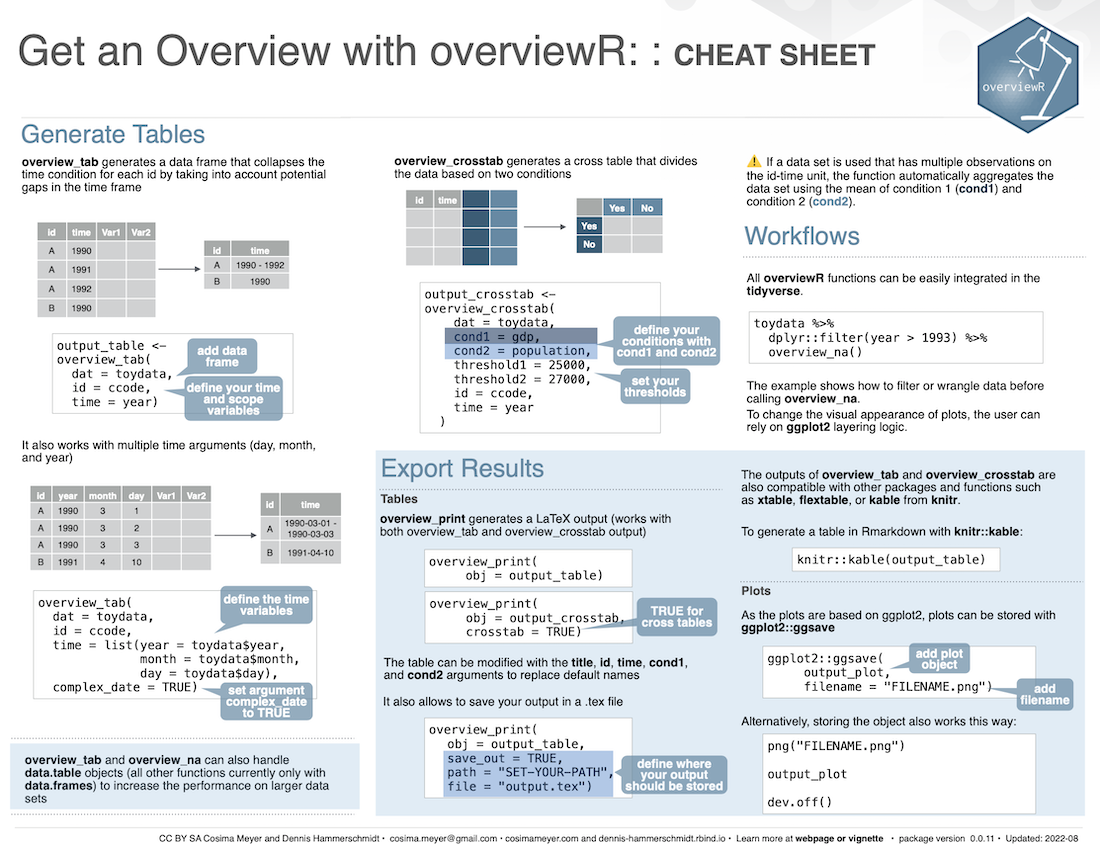 Get an Overview with overviewR: : CHEAT SHEET
overviewR
Generate Tables
overview_tab generates a data frame that collapses the
time condition for each id by taking into account potential
gaps in the time frame
id time Var1 Var2
A 1990
A 1991
A 1992
B 1990
id time
A 1990 - 1992
B 1990
output_table <-
overview_tab(
dat = toydata,
id = ccode,
time = year)
add data
frame
define your time
and scope
variables
It also works with multiple time arguments (day, month,
and year)
id year month day Var1 Var2
A 1990 3 1
A 1990 3 2
A 1990 3 3
B 1991 4 10
id time
A 1990-03-01 -
1990-03-03
B 1991-04-10
overview_tab(
dat = toydata,
id = ccode,
time = list(year = toydata$year,
month = toydata$month,
day = toydata$day),
complex_date = TRUE)
define the time
variables
set argument
complex_date
to TRUE
overview_tab and overview_na can also handle
data.table objects (all other functions currently only with
data.frames) to increase the performance on larger data
sets
overview_crosstab generates a cross table that divides
the data based on two conditions
id time
Yes No
Yes
No
output_crosstab <-
overview_crosstab(
dat = toydata,
cond1 = gdp,
cond2 = population,
threshold1 = 25000,
threshold2 = 27000,
id = ccode,
time = year
)
define your
conditions with
cond1 and cond2
set your
thresholds
⚠ If a data set is used that has multiple observations on
the id-time unit, the function automatically aggregates the
data set using the mean of condition 1 (cond1) and
condition 2 (cond2).
Workflows
All overviewR functions can be easily integrated in the
tidyverse.
toydata %>%
dplyr::filter(year > 1993) %>%
overview_na()
The example shows how to filter or wrangle data before
calling overview_na.
To change the visual appearance of plots, the user can
rely on ggplot2 layering logic.
Export Results
Tables
overview_print generates a LaTeX output (works with
both overview_tab and overview_crosstab output)
overview_print(
obj = output_table)
overview_print(
obj = output_crosstab,
crosstab = TRUE)
TRUE for
cross tables
The table can be modified with the title, id, time, cond1,
and cond2 arguments to replace default names
It also allows to save your output in a .tex file
overview_print(
obj = output_table,
save_out = TRUE,
path = "SET-YOUR-PATH",
file = "output.tex")
define where
your output
should be stored
The outputs of overview_tab and overview_crosstab are
also compatible with other packages and functions such
as xtable, flextable, or kable from knitr.
To generate a table in Rmarkdown with knitr::kable:
knitr::kable(output_table)
Plots
As the plots are based on ggplot2, plots can be stored with
ggplot2::ggsave
ggplot2::ggsave(
output_plot,
filename = "FILENAME.png")
add plot
object
add
filename
Alternatively, storing the object also works this way:
png("FILENAME.png")
output_plot
dev.off()
CC BY SA Cosima Meyer and Dennis Hammerschmidt • cosima.meyer@gmail.com • cosimameyer.com and dennis-hammerschmidt.rbind.io • Learn more at webpage or vignette • package version 0.0.11 • Updated: 2022-08